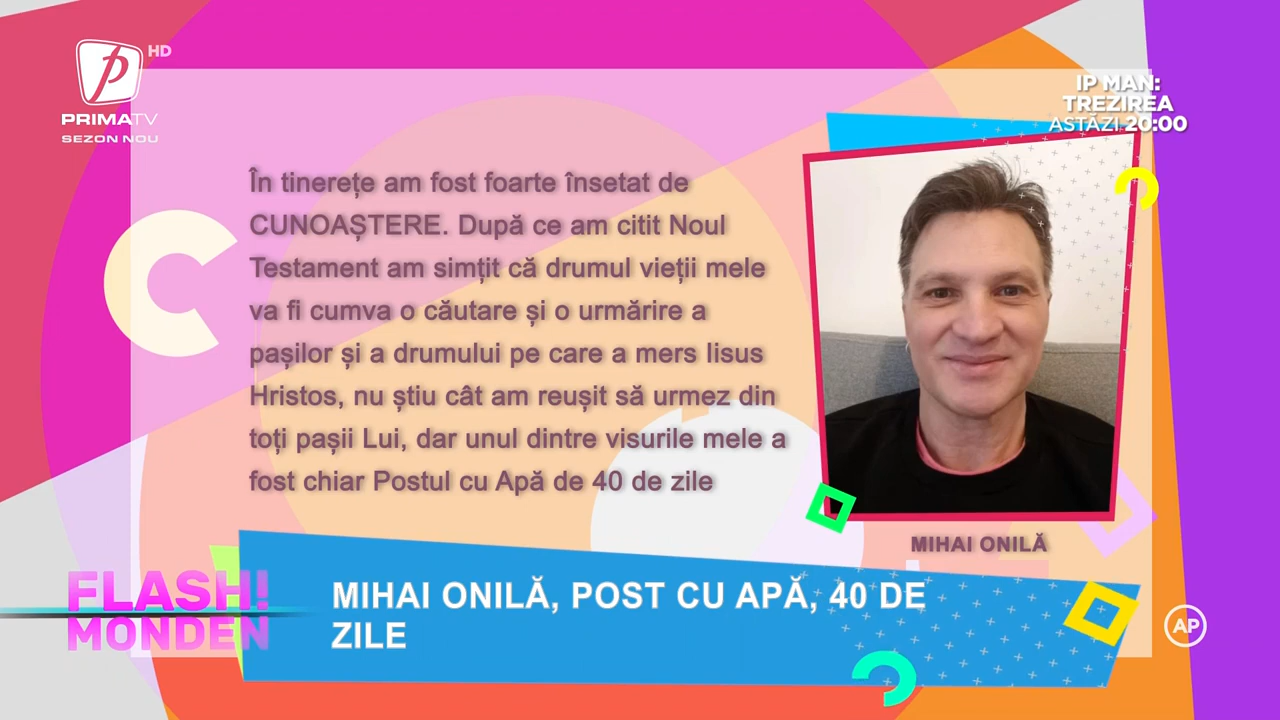 HD
PRIMATV
SEZON NOU
IP MAN:
TREZIREA
ASTĂZI 20:00
În tinerețe am fost foarte însetat de
CUNOAȘTERE. După ce am citit Noul
Testament am simțit că drumul vieții mele
va fi cumva o căutare și o urmărire a
pașilor și a drumului pe care a mers Iisus
Hristos, nu știu cât am reușit să urmez din
toți pașii Lui, dar unul dintre visurile mele a
fost chiar Postul cu Apă de 40 de zile
MIHAI ONILĂ
FLASH!
MONDEN
MIHAI ONILĂ, POST CU APĂ, 40 DE
ZILE
AP